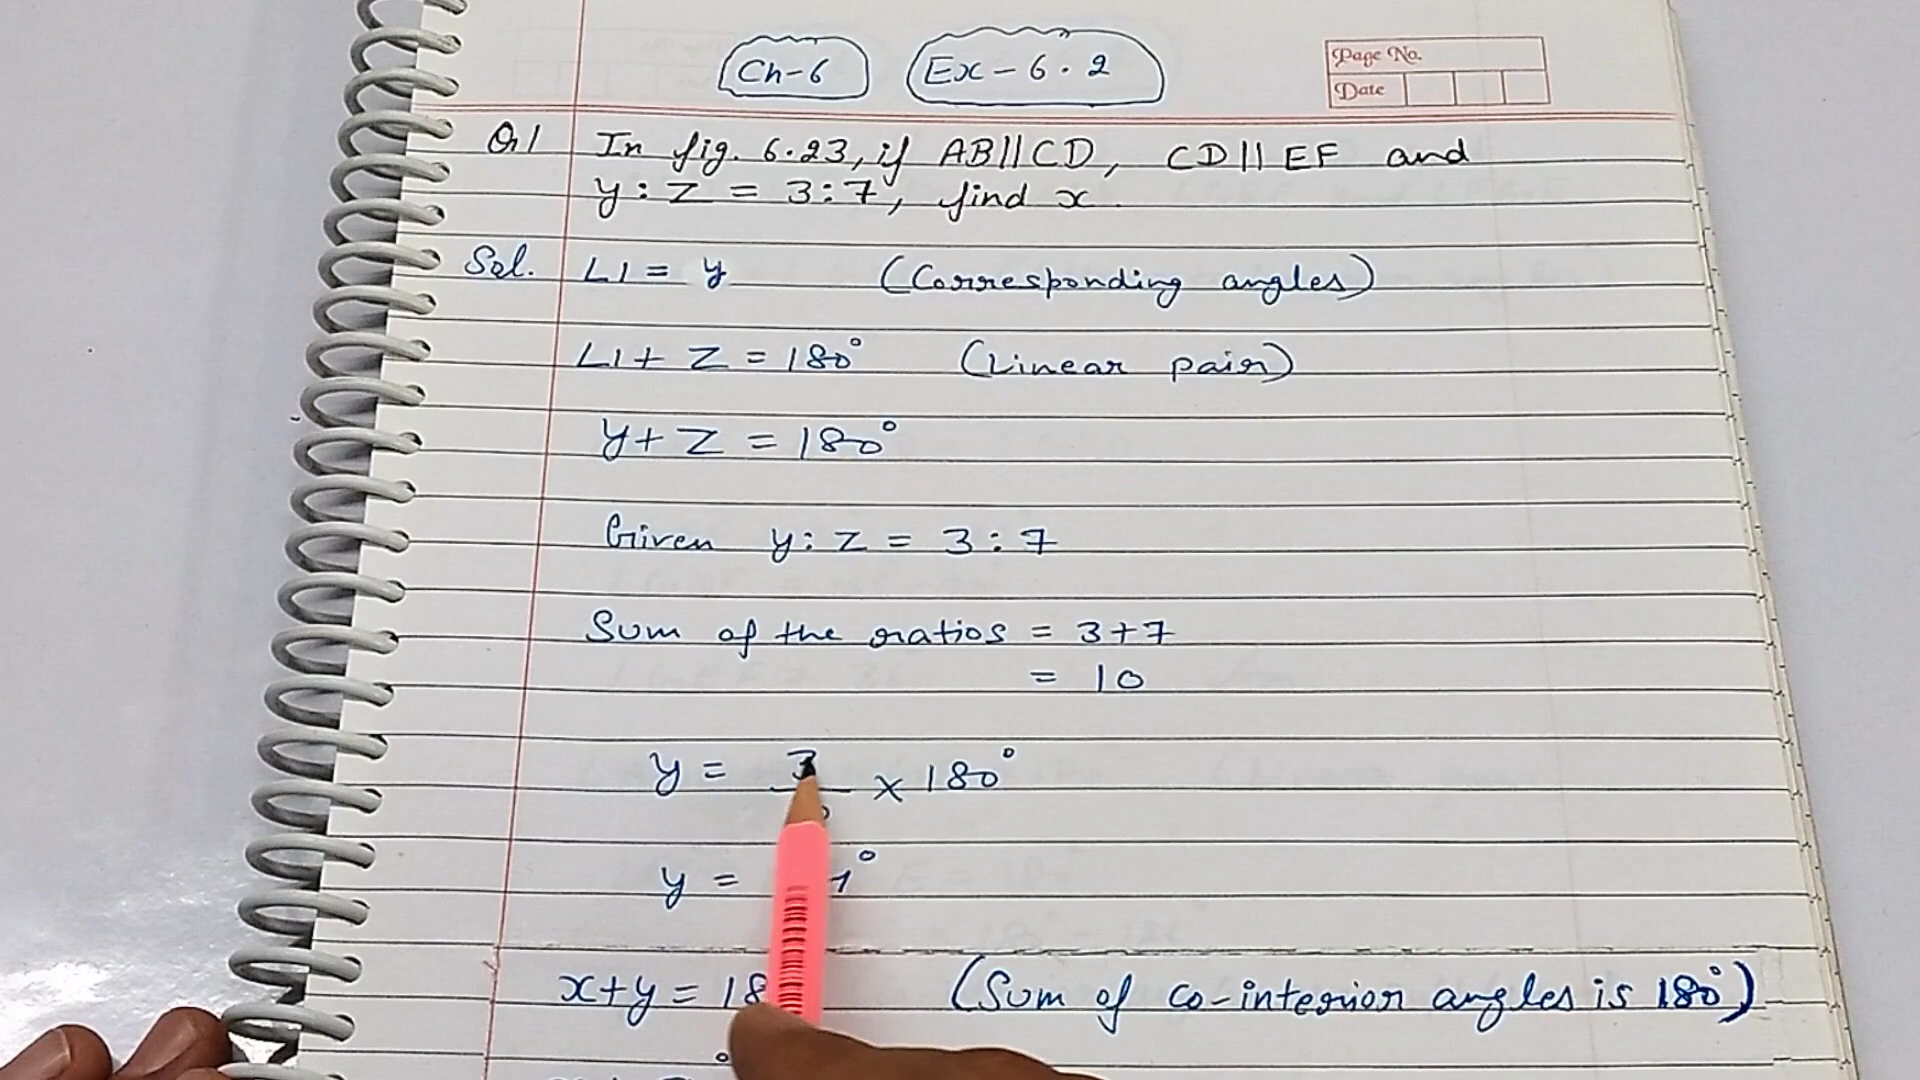 Ch-6 Ex-6.2
Page No.
Date
Q1 In fig. 6.23, if AB||CD, CD||EF and
y:z = 3:7, find x.
Sol. ∠1 = y (Corresponding angles)
∠1 + z = 180° (Linear pair)
y + z = 180°
Given y:z = 3:7
Sum of the ratios = 3+7
= 10
y = 3 × 180°
y =
x+y = 18 (Sum of co-interior angles is 180°)